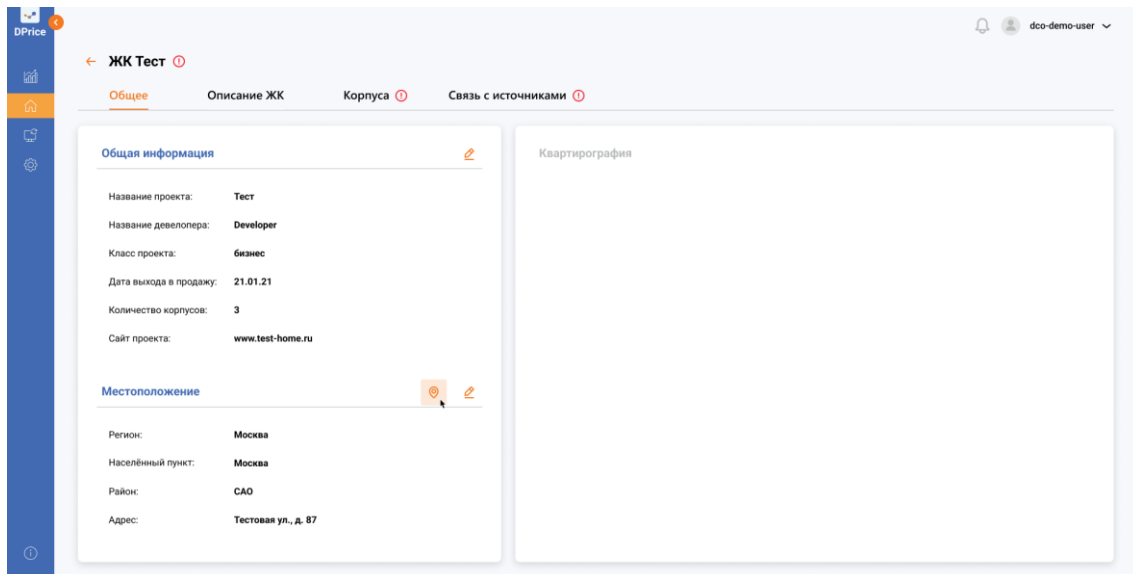 DPrice
dco-demo-user
ЖК Тест
Общее Описание ЖК Корпуса Связь с источниками
Общая информация
Название проекта: Тест
Название девелопера: Developer
Класс проекта: бизнес
Дата выхода в продажу: 21.01.21
Количество корпусов: 3
Сайт проекта: www.test-home.ru
Местоположение
Регион: Москва
Населённый пункт: Москва
Район: САО
Адрес: Тестовая ул., д. 87
Квартирография